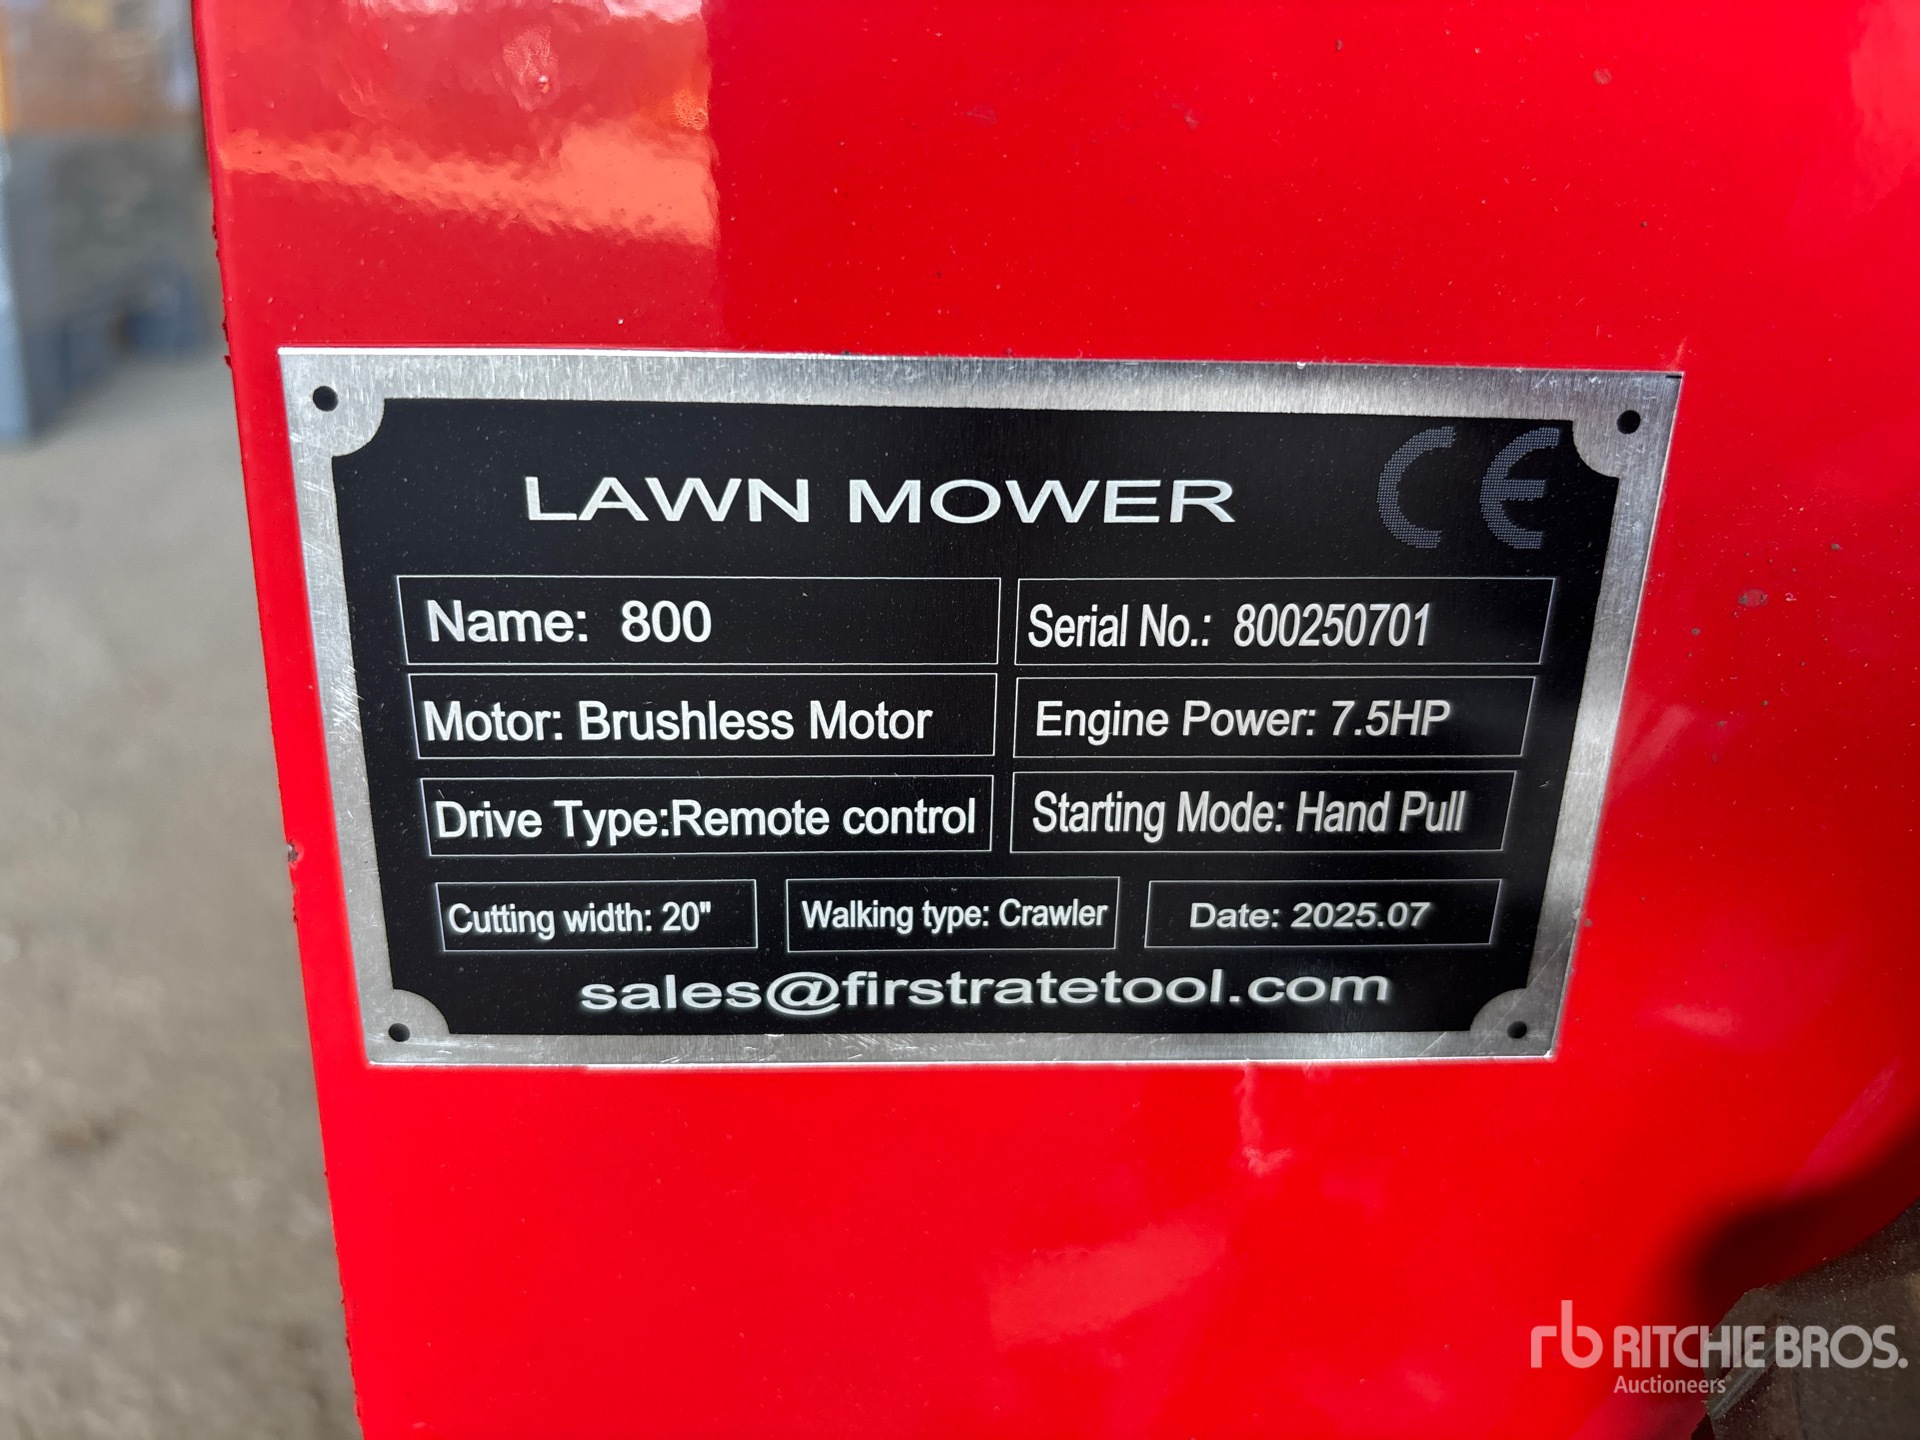 LAWN MOWER CE
Name: 800
Serial No.: 800250701
Motor: Brushless Motor
Engine Power: 7.5HP
Drive Type:Remote control
Starting Mode: Hand Pull
Cutting width: 20"
Walking type: Crawler
Date: 2025.07
sales@firstratetool.com
rb RITCHIE BROS.
Auctioneers